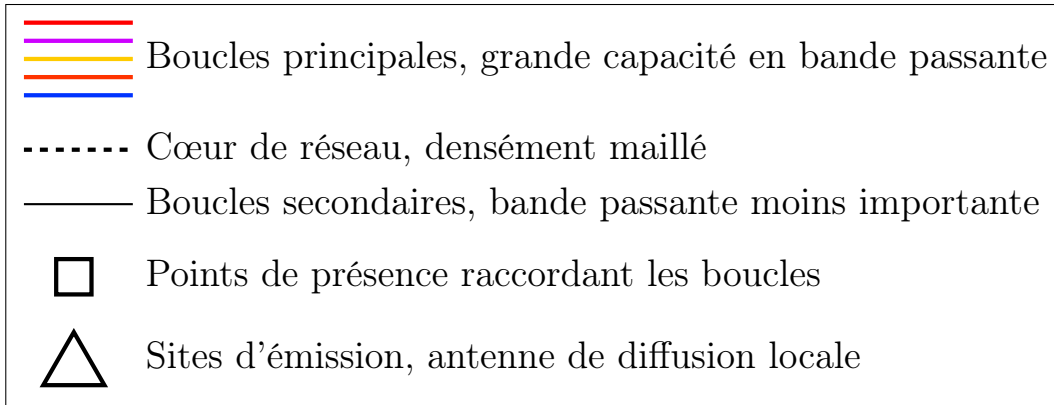 Boucles principales, grande capacité en bande passante
Cœur de réseau, densément maillé
Boucles secondaires, bande passante moins importante
Points de présence raccordant les boucles
Sites d'émission, antenne de diffusion locale